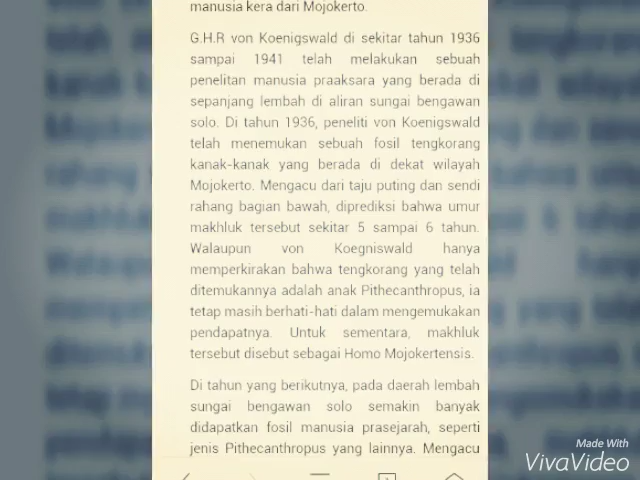 manusia kera dari Mojokerto.
G.H.R von Koenigswald di sekitar tahun 1936
sampai 1941 telah melakukan sebuah
penelitan manusia praaksara yang berada di
sepanjang lembah di aliran sungai bengawan
solo. Di tahun 1936, peneliti von Koenigswald
telah menemukan sebuah fosil tengkorang
kanak-kanak yang berada di dekat wilayah
Mojokerto. Mengacu dari taju puting dan sendi
rahang bagian bawah, diprediksi bahwa umur
makhluk tersebut sekitar 5 sampai 6 tahun.
Walaupun von Koegniswald hanya
memperkirakan bahwa tengkorang yang telah
ditemukannya adalah anak Pithecanthropus, ia
tetap masih berhati-hati dalam mengemukakan
pendapatnya. Untuk sementara, makhluk
tersebut disebut sebagai Homo Mojokertensis.
Di tahun yang berikutnya, pada daerah lembah
sungai bengawan solo semakin banyak
didapatkan fosil manusia prasejarah, seperti
jenis Pithecanthropus yang lainnya. Mengacu
Made With
VivaVideo